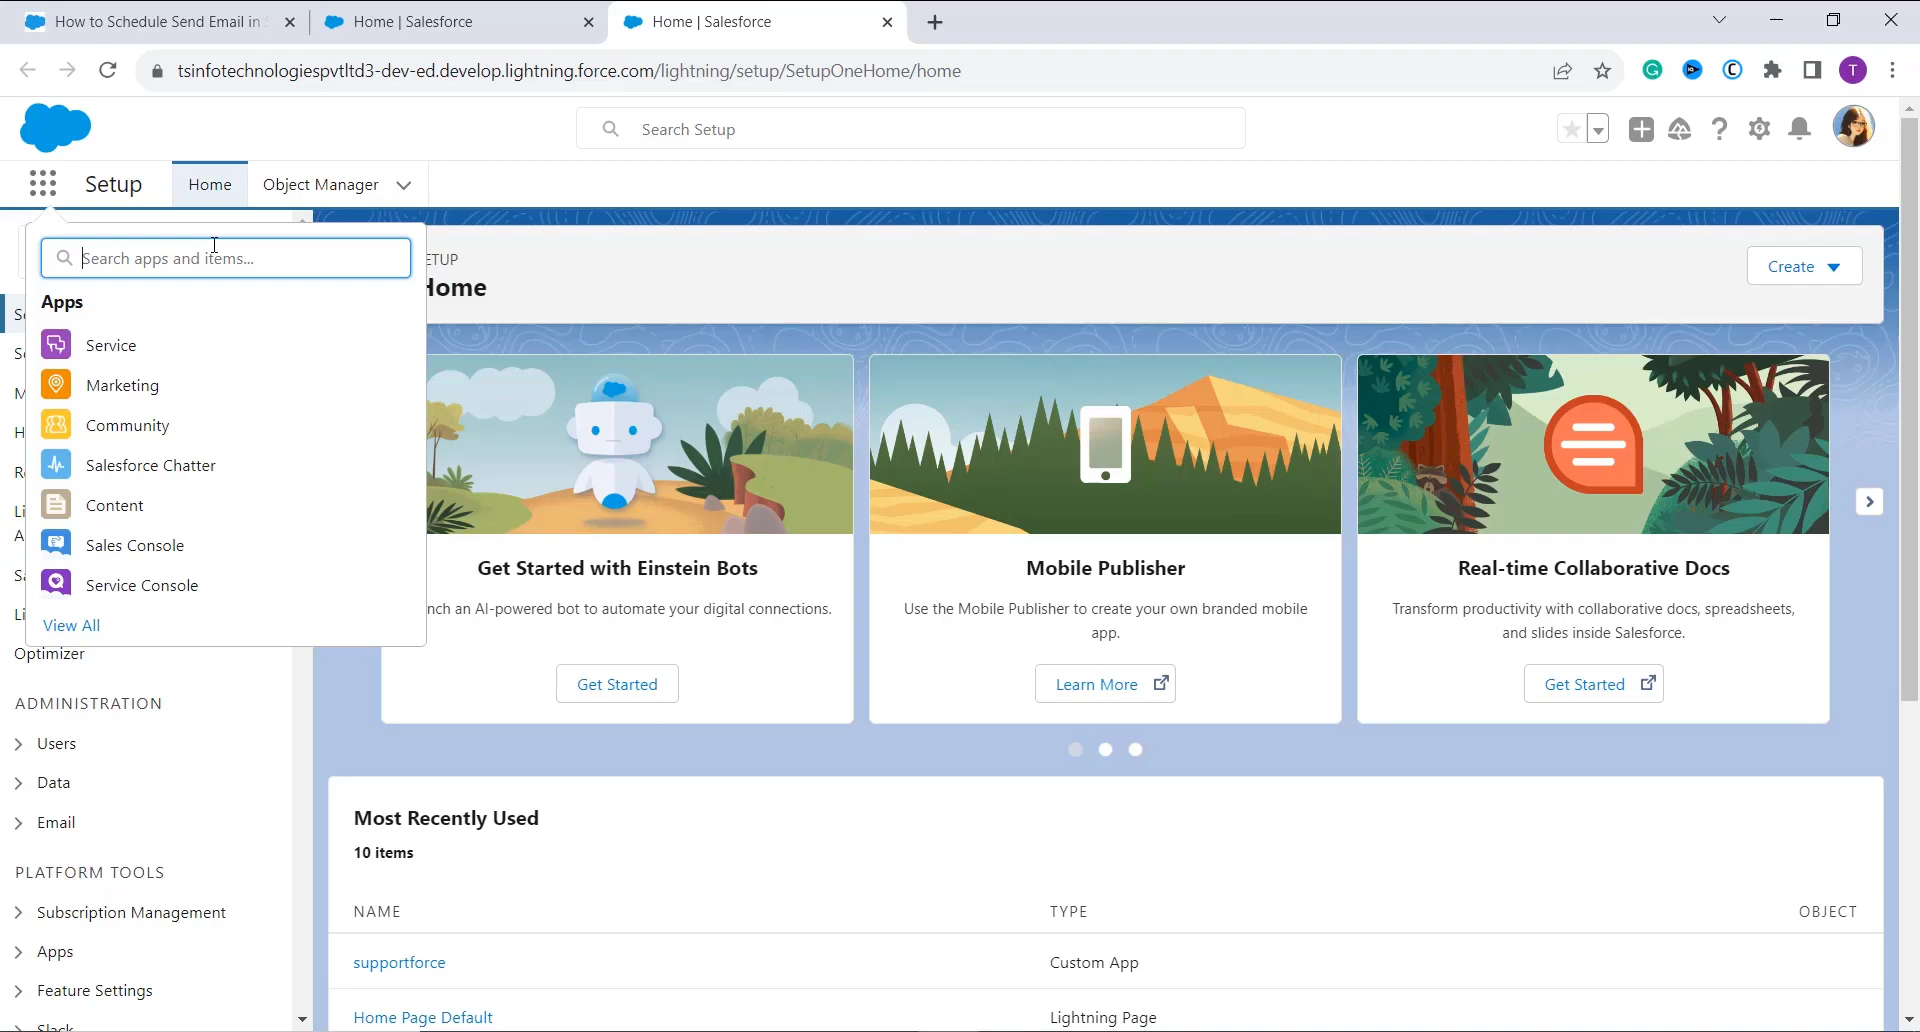 How to Schedule Send Email in
Home | Salesforce
Home | Salesforce
tsinfotechnologiespvtltd3-dev-ed.develop.lightning.force.com/lightning/setup/SetupOneHome/home
T
Search Setup
Setup
Home
Object Manager
Search apps and items...
Apps
Service
Marketing
Community
Salesforce Chatter
Content
Sales Console
Service Console
View All
ETUP
Home
Create
Optimizer
ADMINISTRATION
Users
Data
Email
PLATFORM TOOLS
Subscription Management
Apps
Feature Settings
Slack
Get Started with Einstein Bots
nch an AI-powered bot to automate your digital connections.
Get Started
Mobile Publisher
Use the Mobile Publisher to create your own branded mobile
app.
Learn More
Real-time Collaborative Docs
Transform productivity with collaborative docs, spreadsheets,
and slides inside Salesforce.
Get Started
Most Recently Used
10 items
NAME TYPE OBJECT
supportforce Custom App
Home Page Default Lightning Page